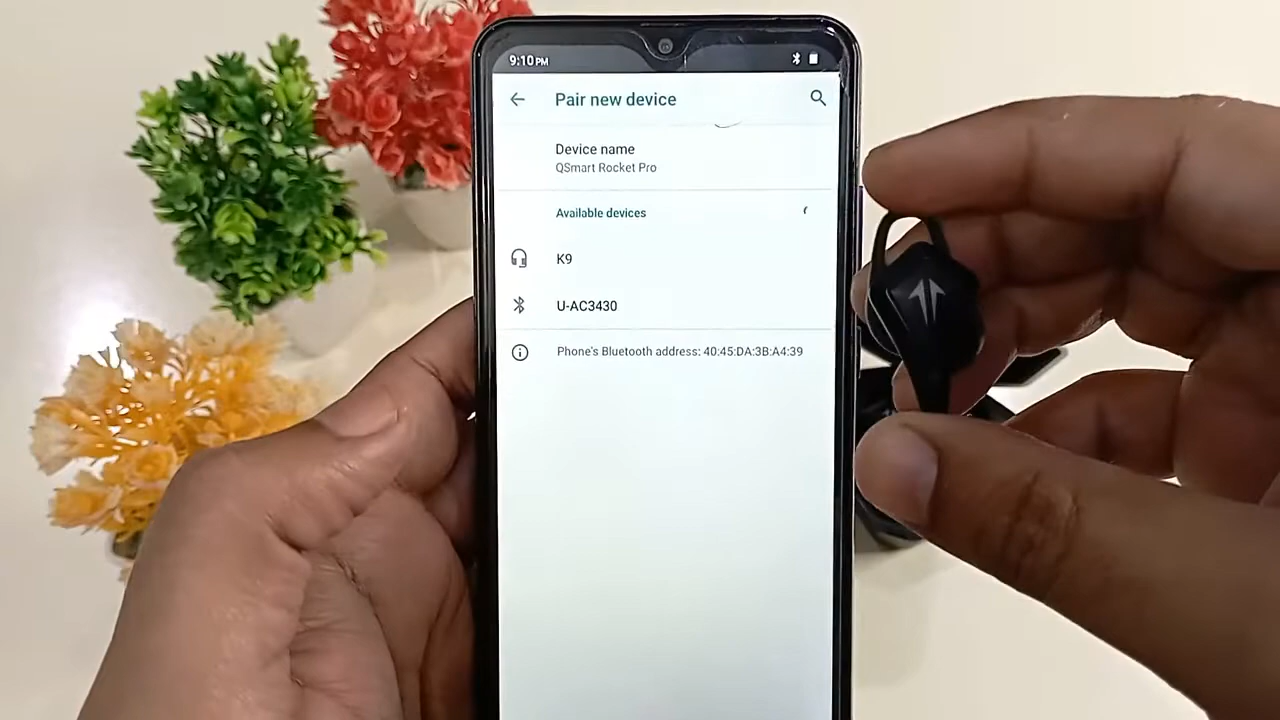 9:10 PM
Pair new device
Device name
QSmart Rocket Pro
Available devices
K9
U-AC3430
Phone's Bluetooth address: 40:45:DA:3B:A4:39